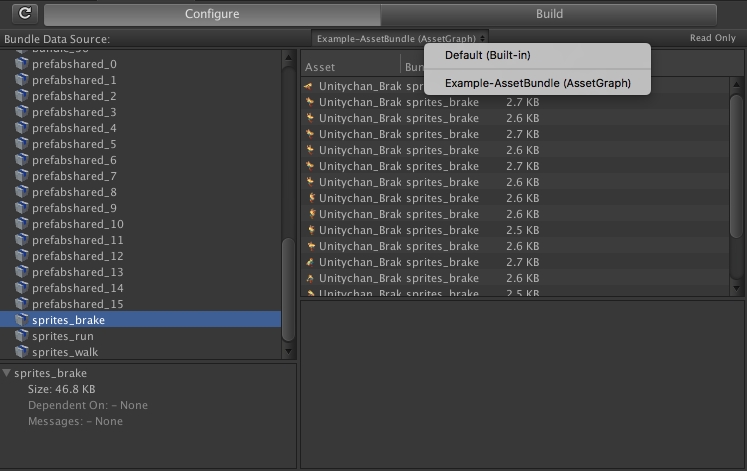 Configure
Build
Bundle Data Source:
Example-AssetBundle (AssetGraph)
Read Only
Default (Built-in)
Example-AssetBundle (AssetGraph)
prefabshared_0
prefabshared_1
prefabshared_2
prefabshared_3
prefabshared_4
prefabshared_5
prefabshared_6
prefabshared_7
prefabshared_8
prefabshared_9
prefabshared_10
prefabshared_11
prefabshared_12
prefabshared_13
prefabshared_14
prefabshared_15
sprites_brake
sprites_run
sprites_walk
sprites_brake
Size: 46.8 KB
Dependent On: - None
Messages: - None
Asset Bun
Unitychan_Brak
Unitychan_Brak sprites_brake 2.7 KB
Unitychan_Brak sprites_brake 2.6 KB
Unitychan_Brak sprites_brake 2.7 KB
Unitychan_Brak sprites_brake 2.6 KB
Unitychan_Brak sprites_brake 2.7 KB
Unitychan_Brak sprites_brake 2.6 KB
Unitychan_Brak sprites_brake 2.6 KB
Unitychan_Brak sprites_brake 2.6 KB
Unitychan_Brak sprites_brake 2.5 KB
Unitychan_Brak sprites_brake 2.6 KB
Unitychan_Brak sprites_brake 2.7 KB
Unitychan_Brak sprites_brake 2.6 KB
Unitychan_Brak sprites_brake 2.5 KB